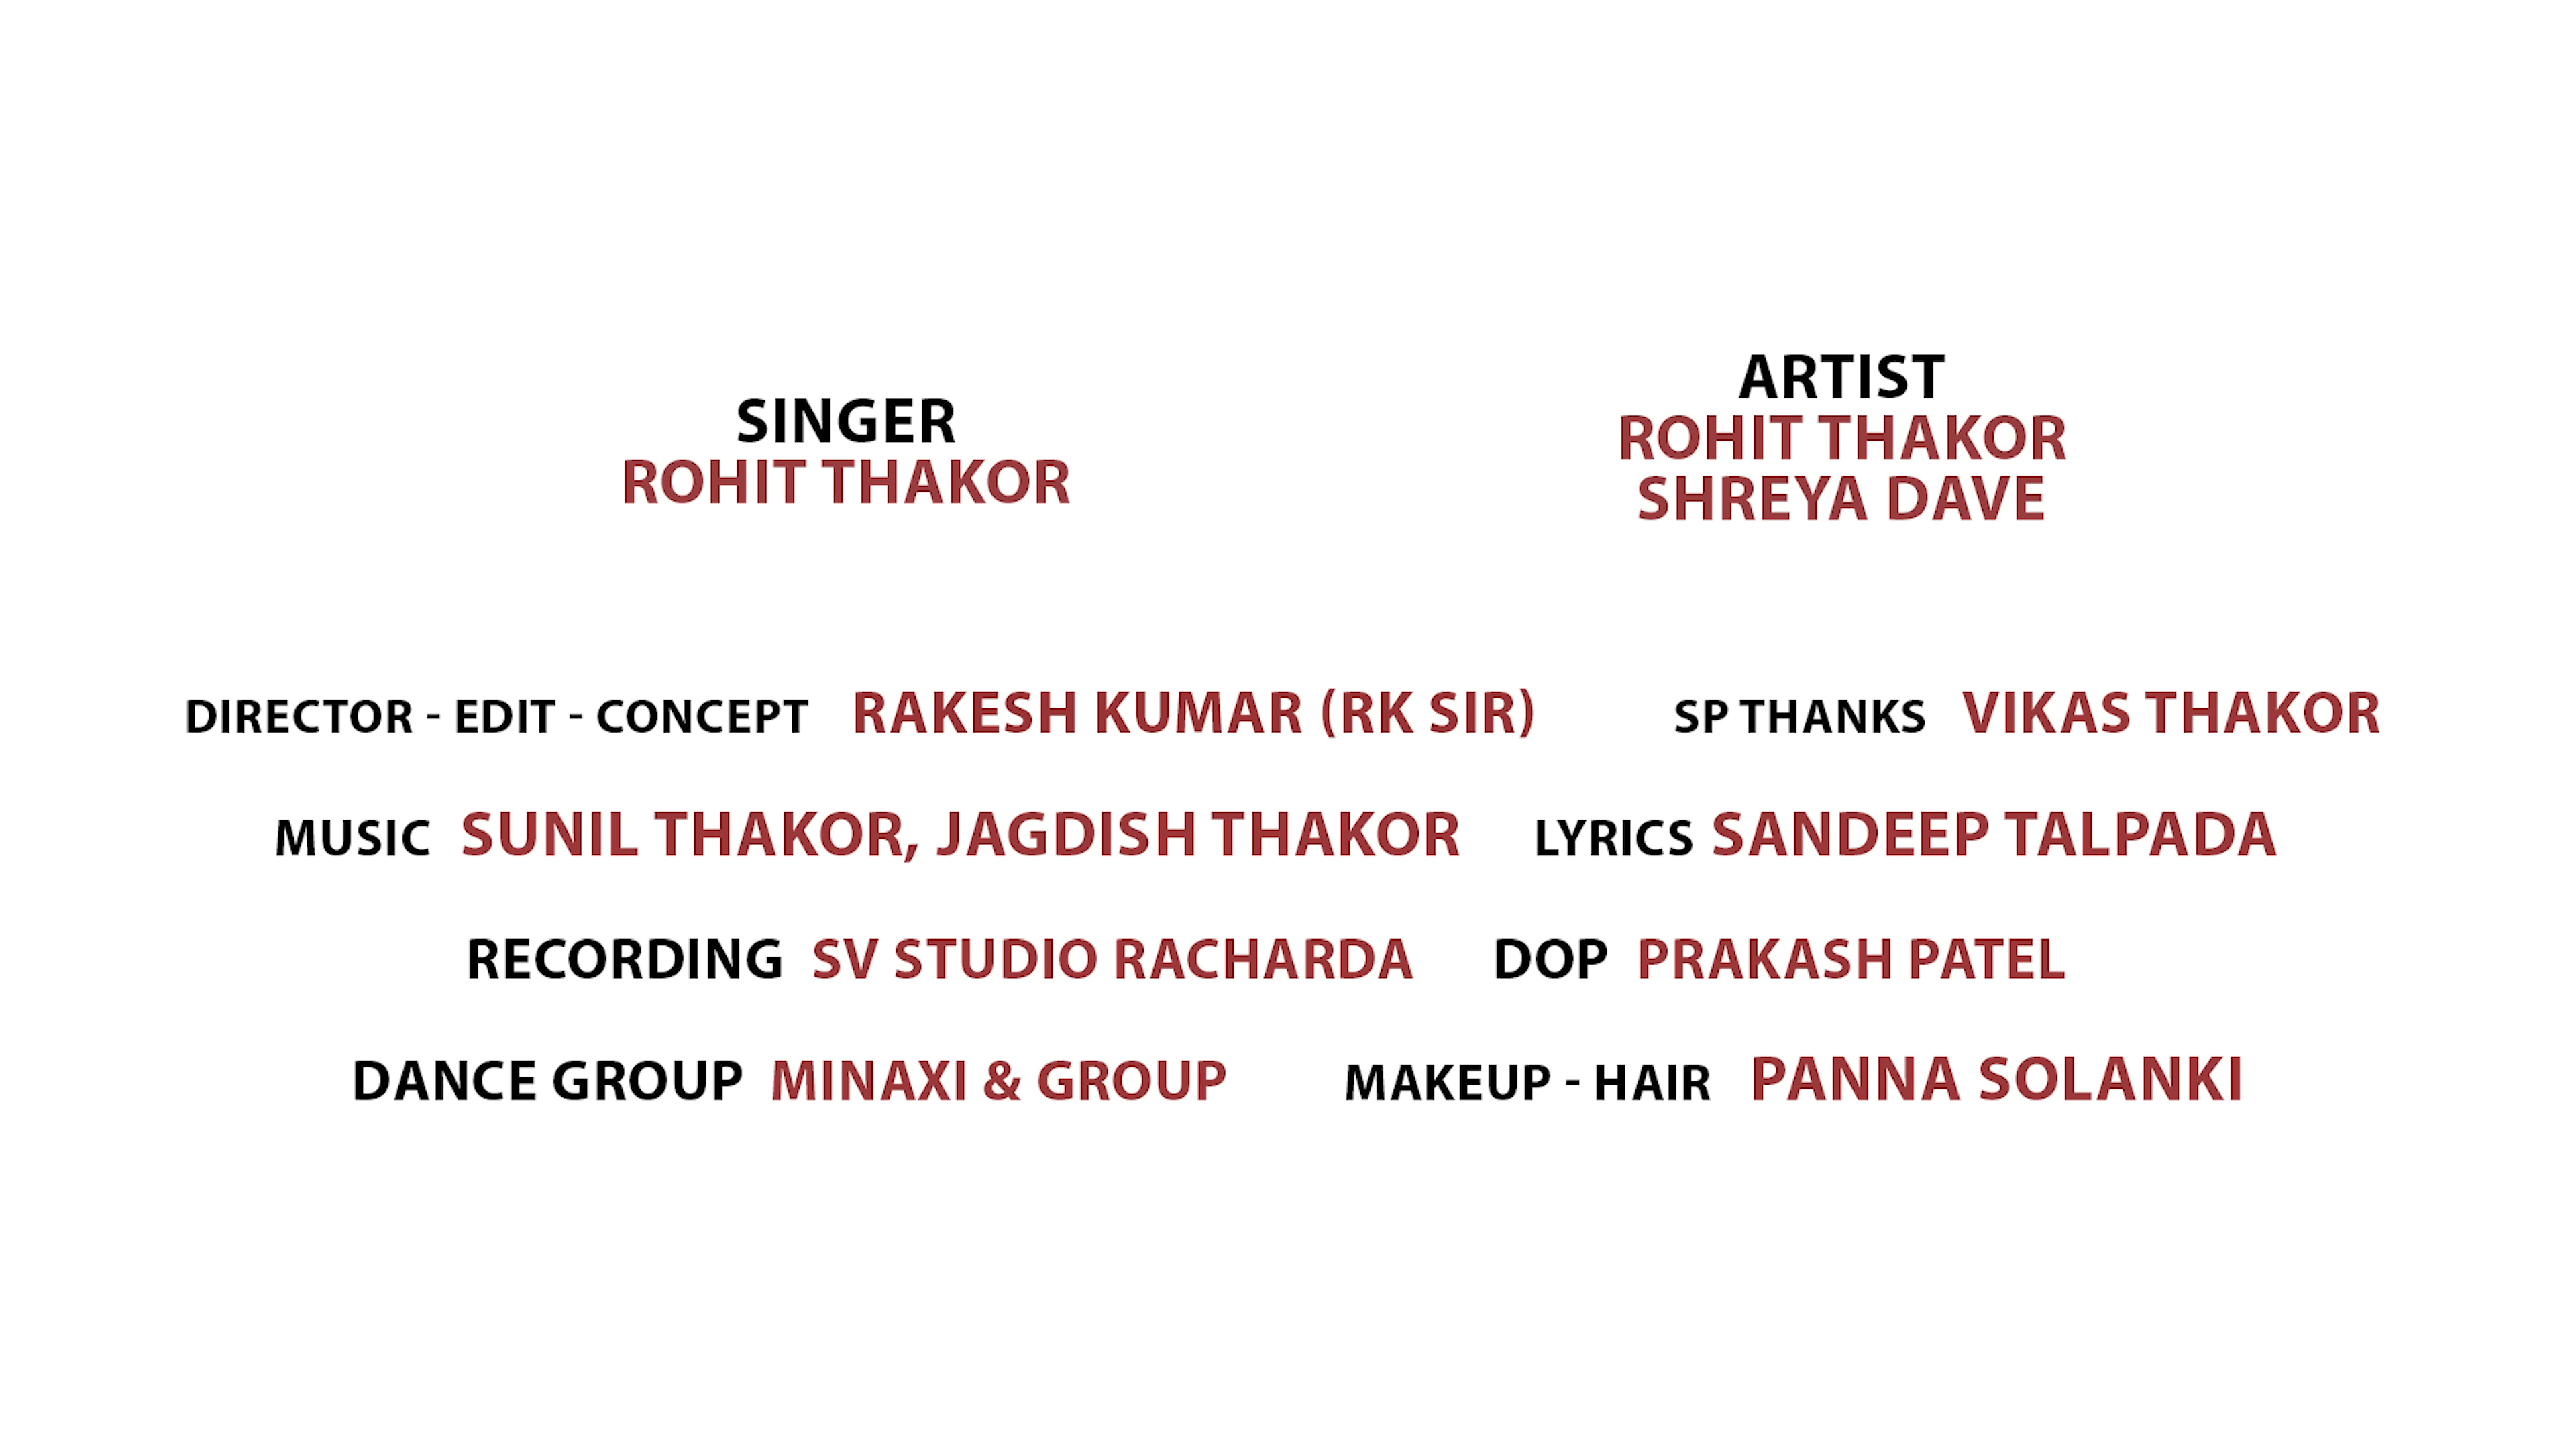 SINGER
ROHIT THAKOR
ARTIST
ROHIT THAKOR
SHREYA DAVE
DIRECTOR - EDIT - CONCEPT RAKESH KUMAR (RK SIR) SP THANKS VIKAS THAKOR
MUSIC SUNIL THAKOR, JAGDISH THAKOR LYRICS SANDEEP TALPADA
RECORDING SV STUDIO RACHARDA DOP PRAKASH PATEL
DANCE GROUP MINAXI & GROUP MAKEUP - HAIR PANNA SOLANKI